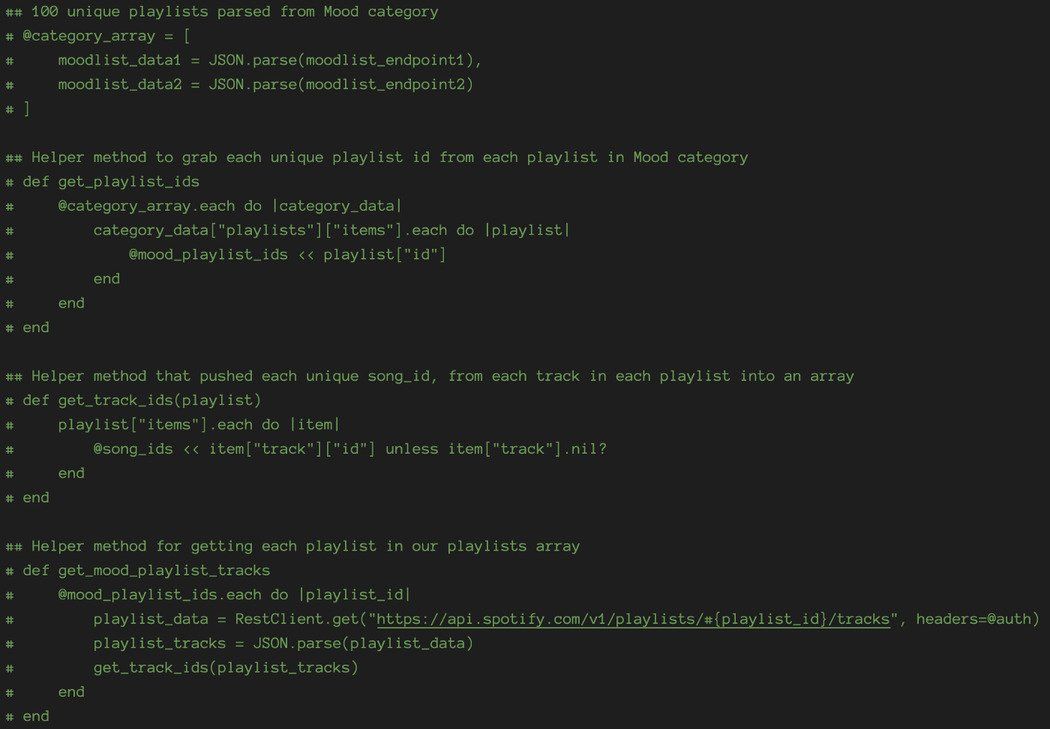 ## 100 unique playlists parsed from Mood category
# @category_array = [
#     moodlist_data1 = JSON.parse(moodlist_endpoint1),
#     moodlist_data2 = JSON.parse(moodlist_endpoint2)
# ]

## Helper method to grab each unique playlist id from each playlist in Mood category
# def get_playlist_ids
#     @category_array.each do |category_data|
#         category_data["playlists"]["items"].each do |playlist|
#             @mood_playlist_ids << playlist["id"]
#         end
#     end
# end

## Helper method that pushed each unique song_id, from each track in each playlist into an array
# def get_track_ids(playlist)
#     playlist["items"].each do |item|
#         @song_ids << item["track"]["id"] unless item["track"].nil?
#     end
# end

## Helper method for getting each playlist in our playlists array
# def get_mood_playlist_tracks
#     @mood_playlist_ids.each do |playlist_id|
#         playlist_data = RestClient.get("https://api.spotify.com/v1/playlists/#{playlist_id}/tracks", headers=@auth)
#         playlist_tracks = JSON.parse(playlist_data)
#         get_track_ids(playlist_tracks)
#     end
# end